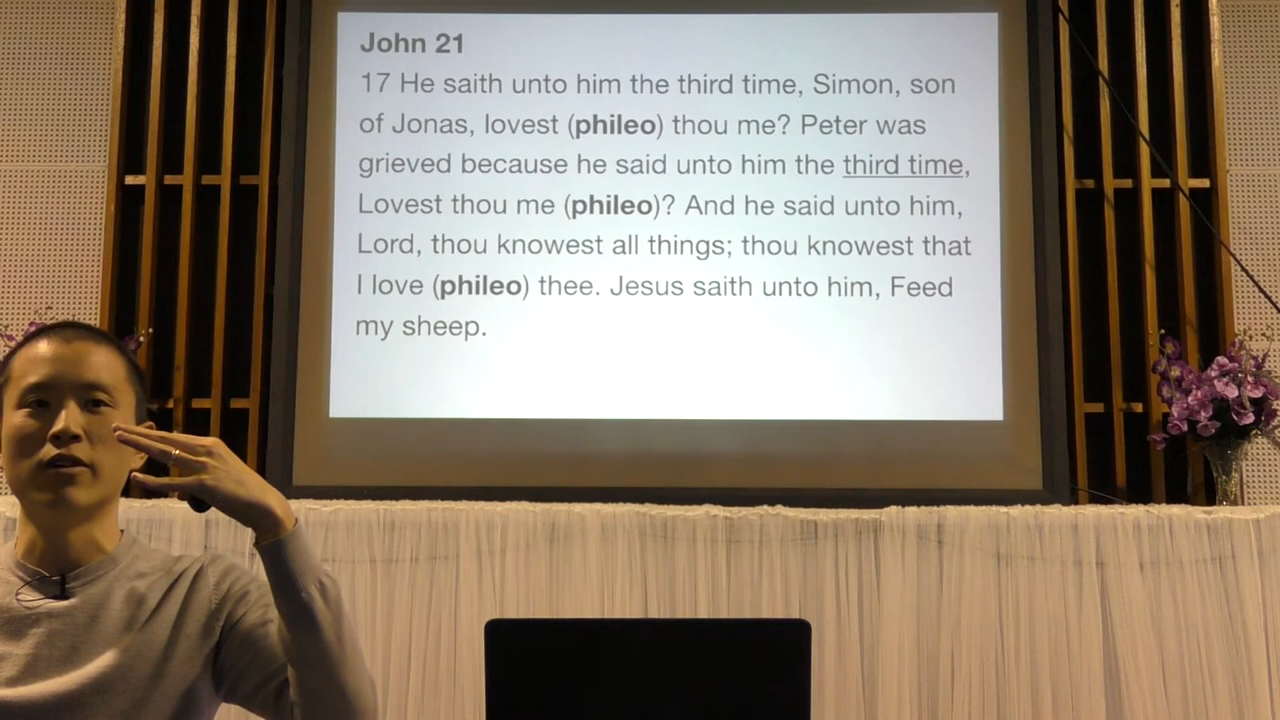 John 21
17 He saith unto him the third time, Simon, son
of Jonas, lovest (phileo) thou me? Peter was
grieved because he said unto him the third time,
Lovest thou me (phileo)? And he said unto him,
Lord, thou knowest all things; thou knowest that
I love (phileo) thee. Jesus saith unto him, Feed
my sheep.